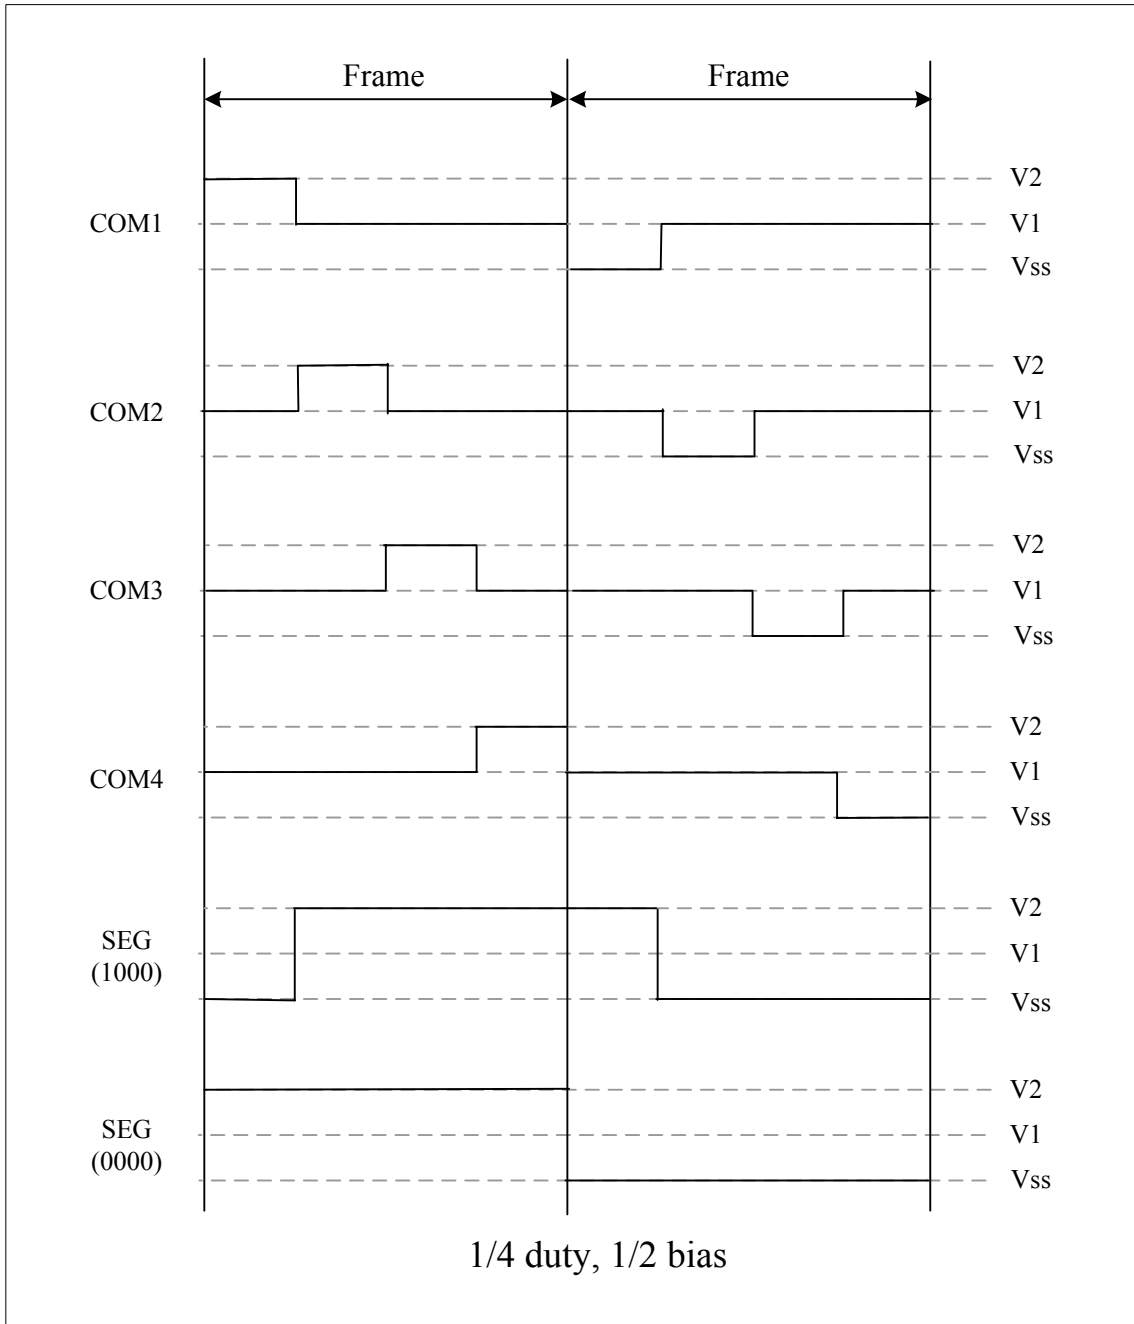 Frame
Frame
V2
COM1
V1
Vss
V2
COM2
V1
Vss
V2
COM3
V1
Vss
V2
COM4
V1
Vss
V2
SEG
(1000)
V1
Vss
V2
SEG
(0000)
V1
Vss
1/4 duty, 1/2 bias